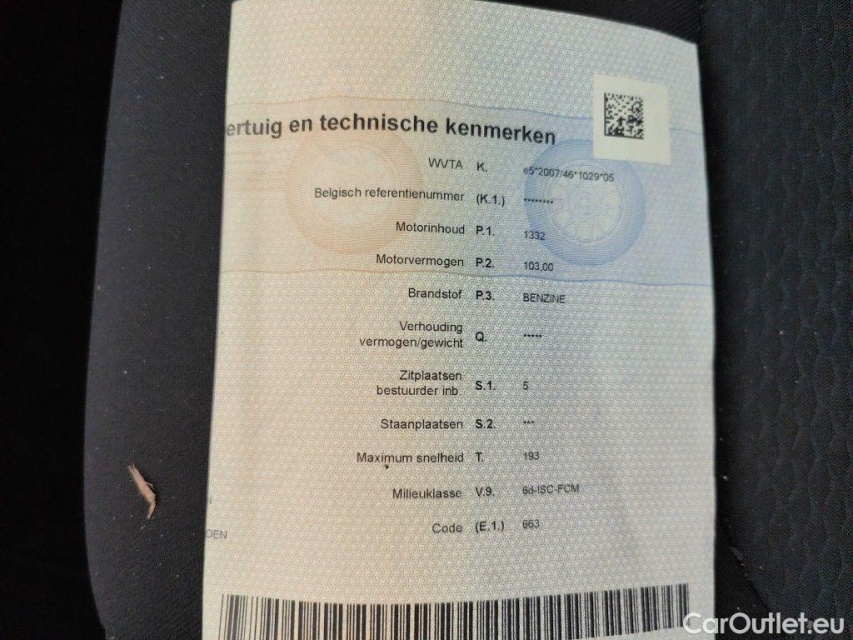 ertuig en technische kenmerken
WVTA K. e5*2007/46*1029*05
Belgisch referentienummer (K.1.) ********
Motorinhoud P.1. 1332
Motorvermogen P.2. 103,00
Brandstof P.3. BENZINE
Verhouding
vermogen/gewicht Q. *****
Zitplaatsen
bestuurder inb. S.1. 5
Staanplaatsen S.2. ***
Maximum snelheid T. 193
Milieuklasse V.9. 6d-ISC-FCM
Code (E.1.) 663
DEN
CarOutlet.eu